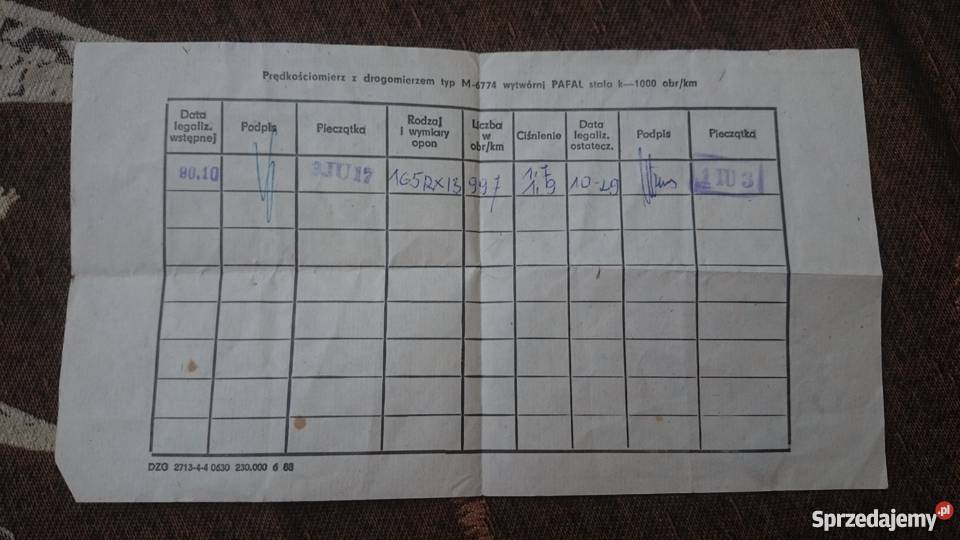 Prędkościomierz z drogomierzem typ M-6774 wytwórni PAFAL stała k—1000 obr/km
Data legaliz. wstępnej
Podpis
Pieczątka
Rodzaj i wymiary opon
Liczba w obr/km
Ciśnienie
Data legaliz. ostatecz.
Podpis
Pieczątka
80.10
165RX13
997
1,7
1,9
10-29
DZO 2713-4-4 0630 230.000 6 88
Sprzedajemy.pl